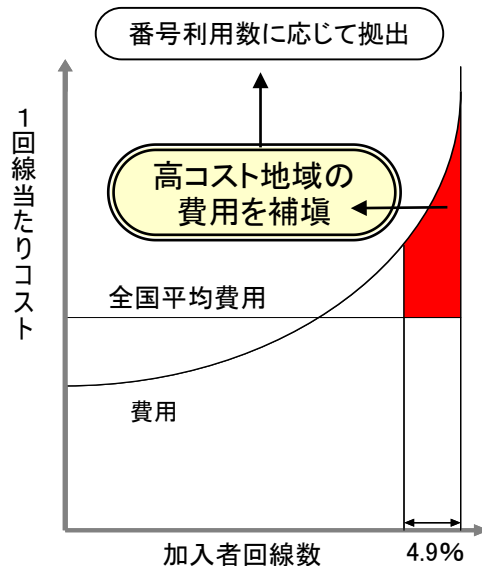 番号利用数に応じて拠出
1回線当たりコスト
高コスト地域の
費用を補塡
全国平均費用
費用
加入者回線数
4.9%